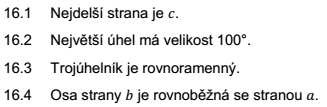 16.1 Nejdelší strana je c.
16.2 Největší úhel má velikost 100°.
16.3 Trojúhelník je rovnoramenný.
16.4 Osa strany b je rovnoběžná se stranou a.